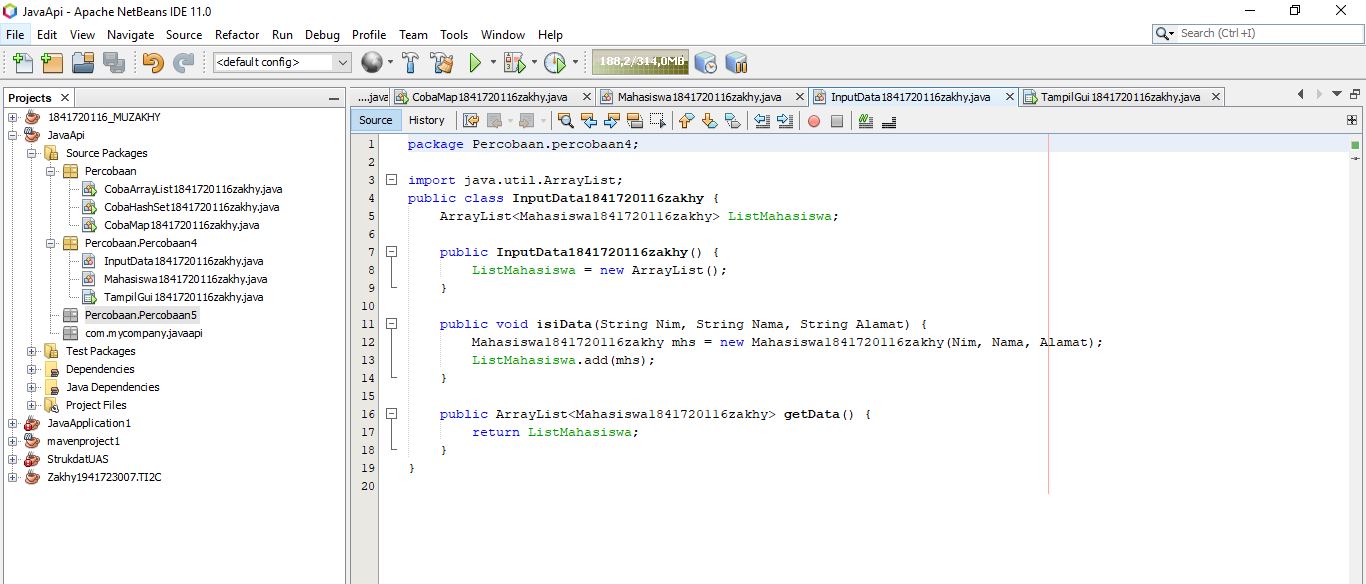 JavaApi - Apache NetBeans IDE 11.0
File Edit View Navigate Source Refactor Run Debug Profile Team Tools Window Help
Search (Ctrl+I)
<default config>
188,2/314,0MB
Projects
1841720116_MUZAKHY
JavaApi
Source Packages
Percobaan
CobaArrayList1841720116zakhy.java
CobaHashSet1841720116zakhy.java
CobaMap1841720116zakhy.java
Percobaan.Percobaan4
InputData1841720116zakhy.java
Mahasiswa1841720116zakhy.java
TampilGui1841720116zakhy.java
Percobaan.Percobaan5
com.mycompany.javaapi
Test Packages
Dependencies
Java Dependencies
Project Files
JavaApplication1
mavenproject1
StrukdatUAS
Zakhy1941723007.TI2C
....java CobaMap1841720116zakhy.java Mahasiswa1841720116zakhy.java InputData1841720116zakhy.java TampilGui1841720116zakhy.java
Source History
1 package Percobaan.percobaan4;
2
3 import java.util.ArrayList;
4 public class InputData1841720116zakhy {
5 ArrayList<Mahasiswa1841720116zakhy> ListMahasiswa;
6
7 public InputData1841720116zakhy() {
8 ListMahasiswa = new ArrayList();
9 }
10
11 public void isiData(String Nim, String Nama, String Alamat) {
12 Mahasiswa1841720116zakhy mhs = new Mahasiswa1841720116zakhy(Nim, Nama, Alamat);
13 ListMahasiswa.add(mhs);
14 }
15
16 public ArrayList<Mahasiswa1841720116zakhy> getData() {
17 return ListMahasiswa;
18 }
19 }
20